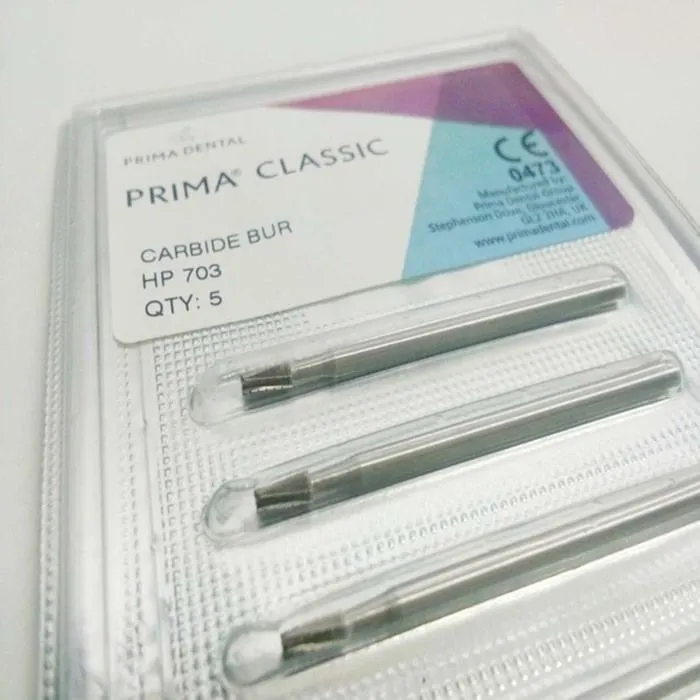 PRIMA DENTAL
PRIMA® CLASSIC
CARBIDE BUR
HP 703
QTY: 5
CE
0473
Manufactured by:
Prima Dental Group,
Stephenson Drive, Gloucester,
GL2 2HA, UK
www.primadental.com